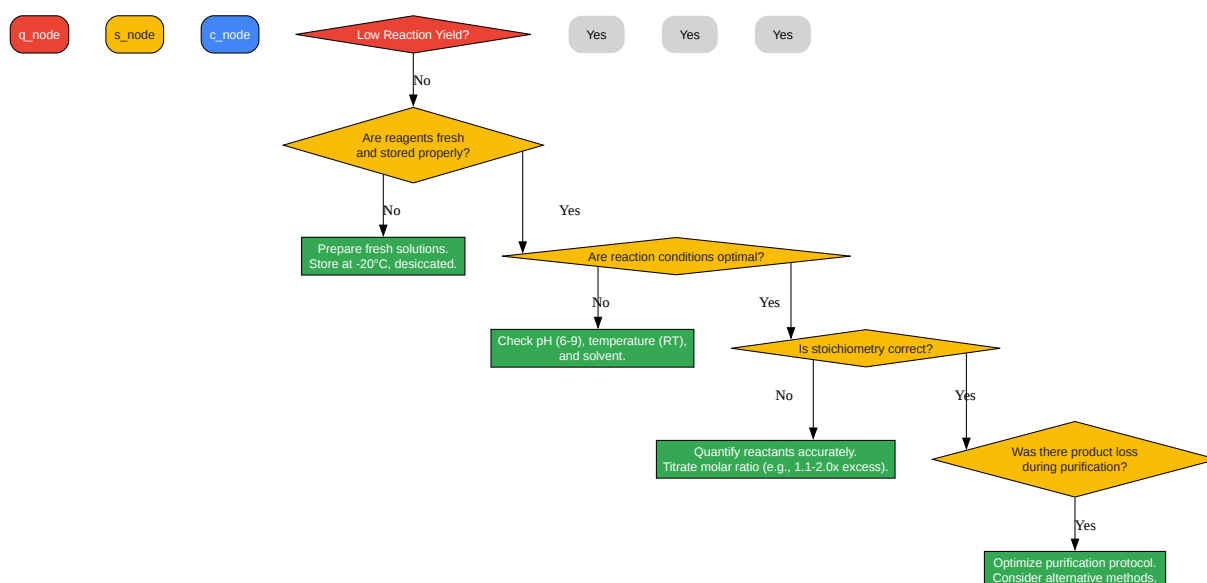 q_node
s_node
c_node
Low Reaction Yield?
Yes
Yes
Yes
No
Are reagents fresh
and stored properly?
No
Yes
Prepare fresh solutions.
Store at -20°C, desiccated.
Are reaction conditions optimal?
No
Yes
Check pH (6-9), temperature (RT),
and solvent.
Is stoichiometry correct?
No
Yes
Quantify reactants accurately.
Titrate molar ratio (e.g., 1.1-2.0x excess).
Was there product loss
during purification?
Yes
Optimize purification protocol.
Consider alternative methods.